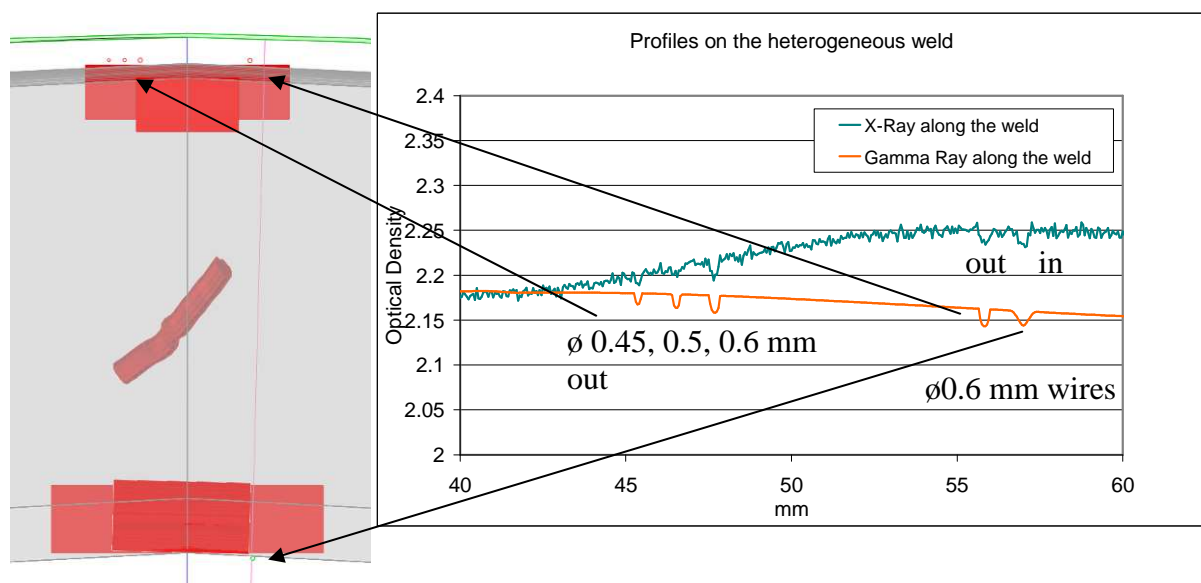 Profiles on the heterogeneous weld
2.4
2.35
2.3
2.25
2.2
2.15
2.1
2.05
2
Optical Density
X-Ray along the weld
Gamma Ray along the weld
out in
ø 0.45, 0.5, 0.6 mm
out
ø0.6 mm wires
40 45 50 55 60
mm